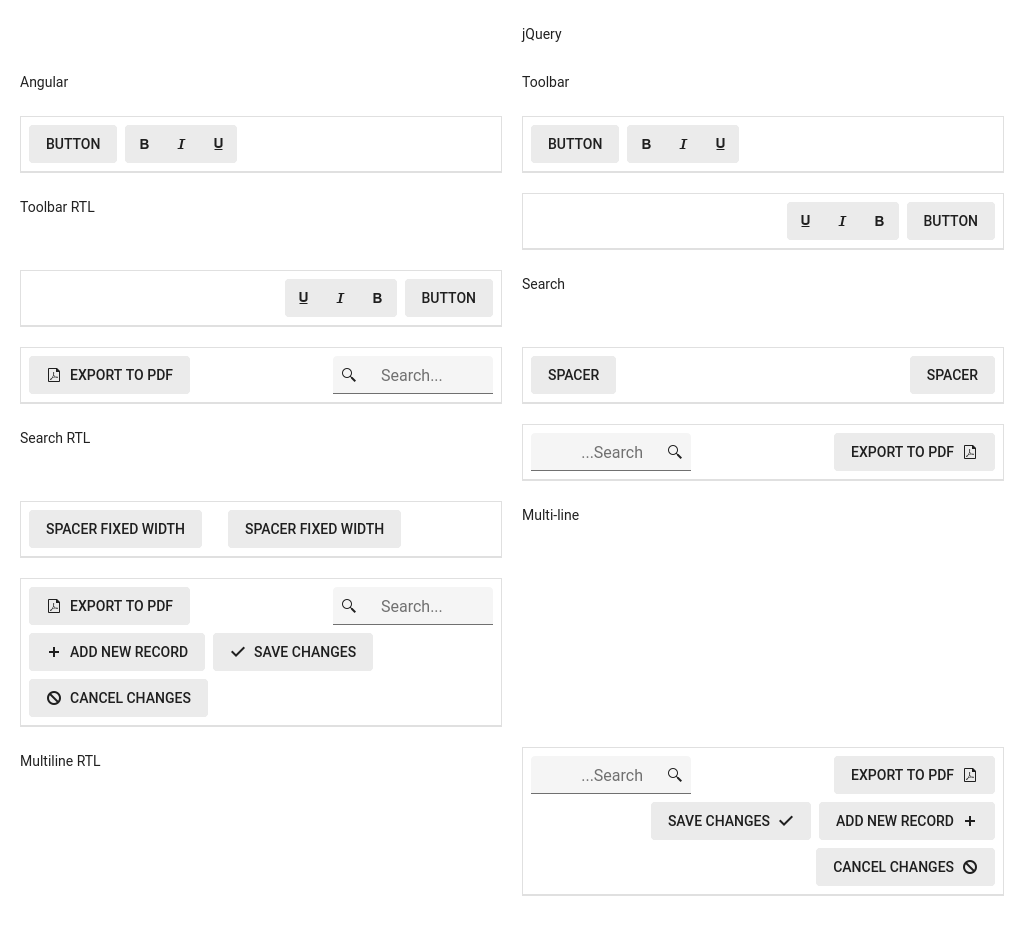 jQuery
Angular
Toolbar
BUTTON B I U
BUTTON B I U
Toolbar RTL
U I B BUTTON
Search
U I B BUTTON
EXPORT TO PDF Search...
SPACER SPACER
Search RTL
...Search EXPORT TO PDF
SPACER FIXED WIDTH SPACER FIXED WIDTH
Multi-line
EXPORT TO PDF Search...
ADD NEW RECORD SAVE CHANGES
CANCEL CHANGES
Multiline RTL
...Search EXPORT TO PDF
SAVE CHANGES ADD NEW RECORD
CANCEL CHANGES